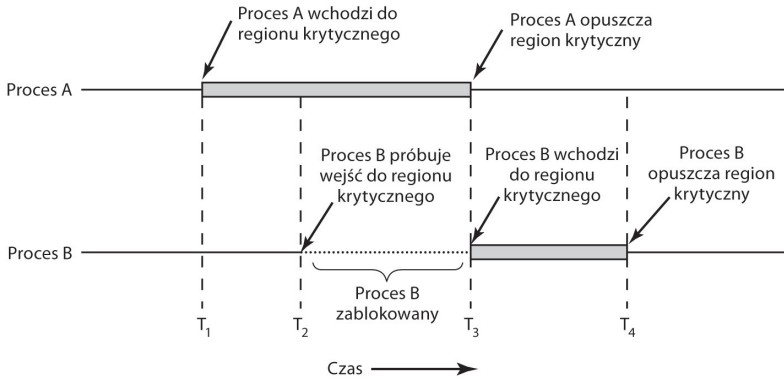 Proces A wchodzi do
regionu krytycznego
Proces A opuszcza
region krytyczny
Proces A
Proces B próbuje
wejść do regionu
krytycznego
Proces B wchodzi
do regionu
krytycznego
Proces B
opuszcza region
krytyczny
Proces B
Proces B
zablokowany
T₁
T₂
T₃
T₄
Czas